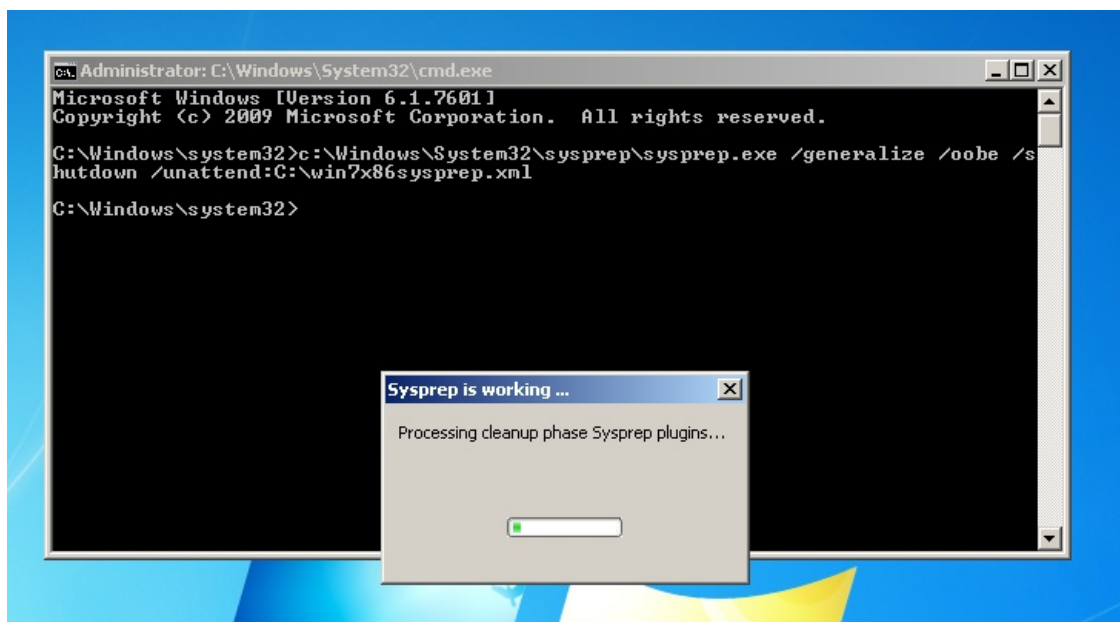 Administrator: C:\Windows\System32\cmd.exe
Microsoft Windows [Version 6.1.7601]
Copyright (c) 2009 Microsoft Corporation.  All rights reserved.
C:\Windows\system32>c:\Windows\System32\sysprep\sysprep.exe /generalize /oobe /s
hutdown /unattend:C:\win7x86sysprep.xml
C:\Windows\system32>
Sysprep is working ...
Processing cleanup phase Sysprep plugins...